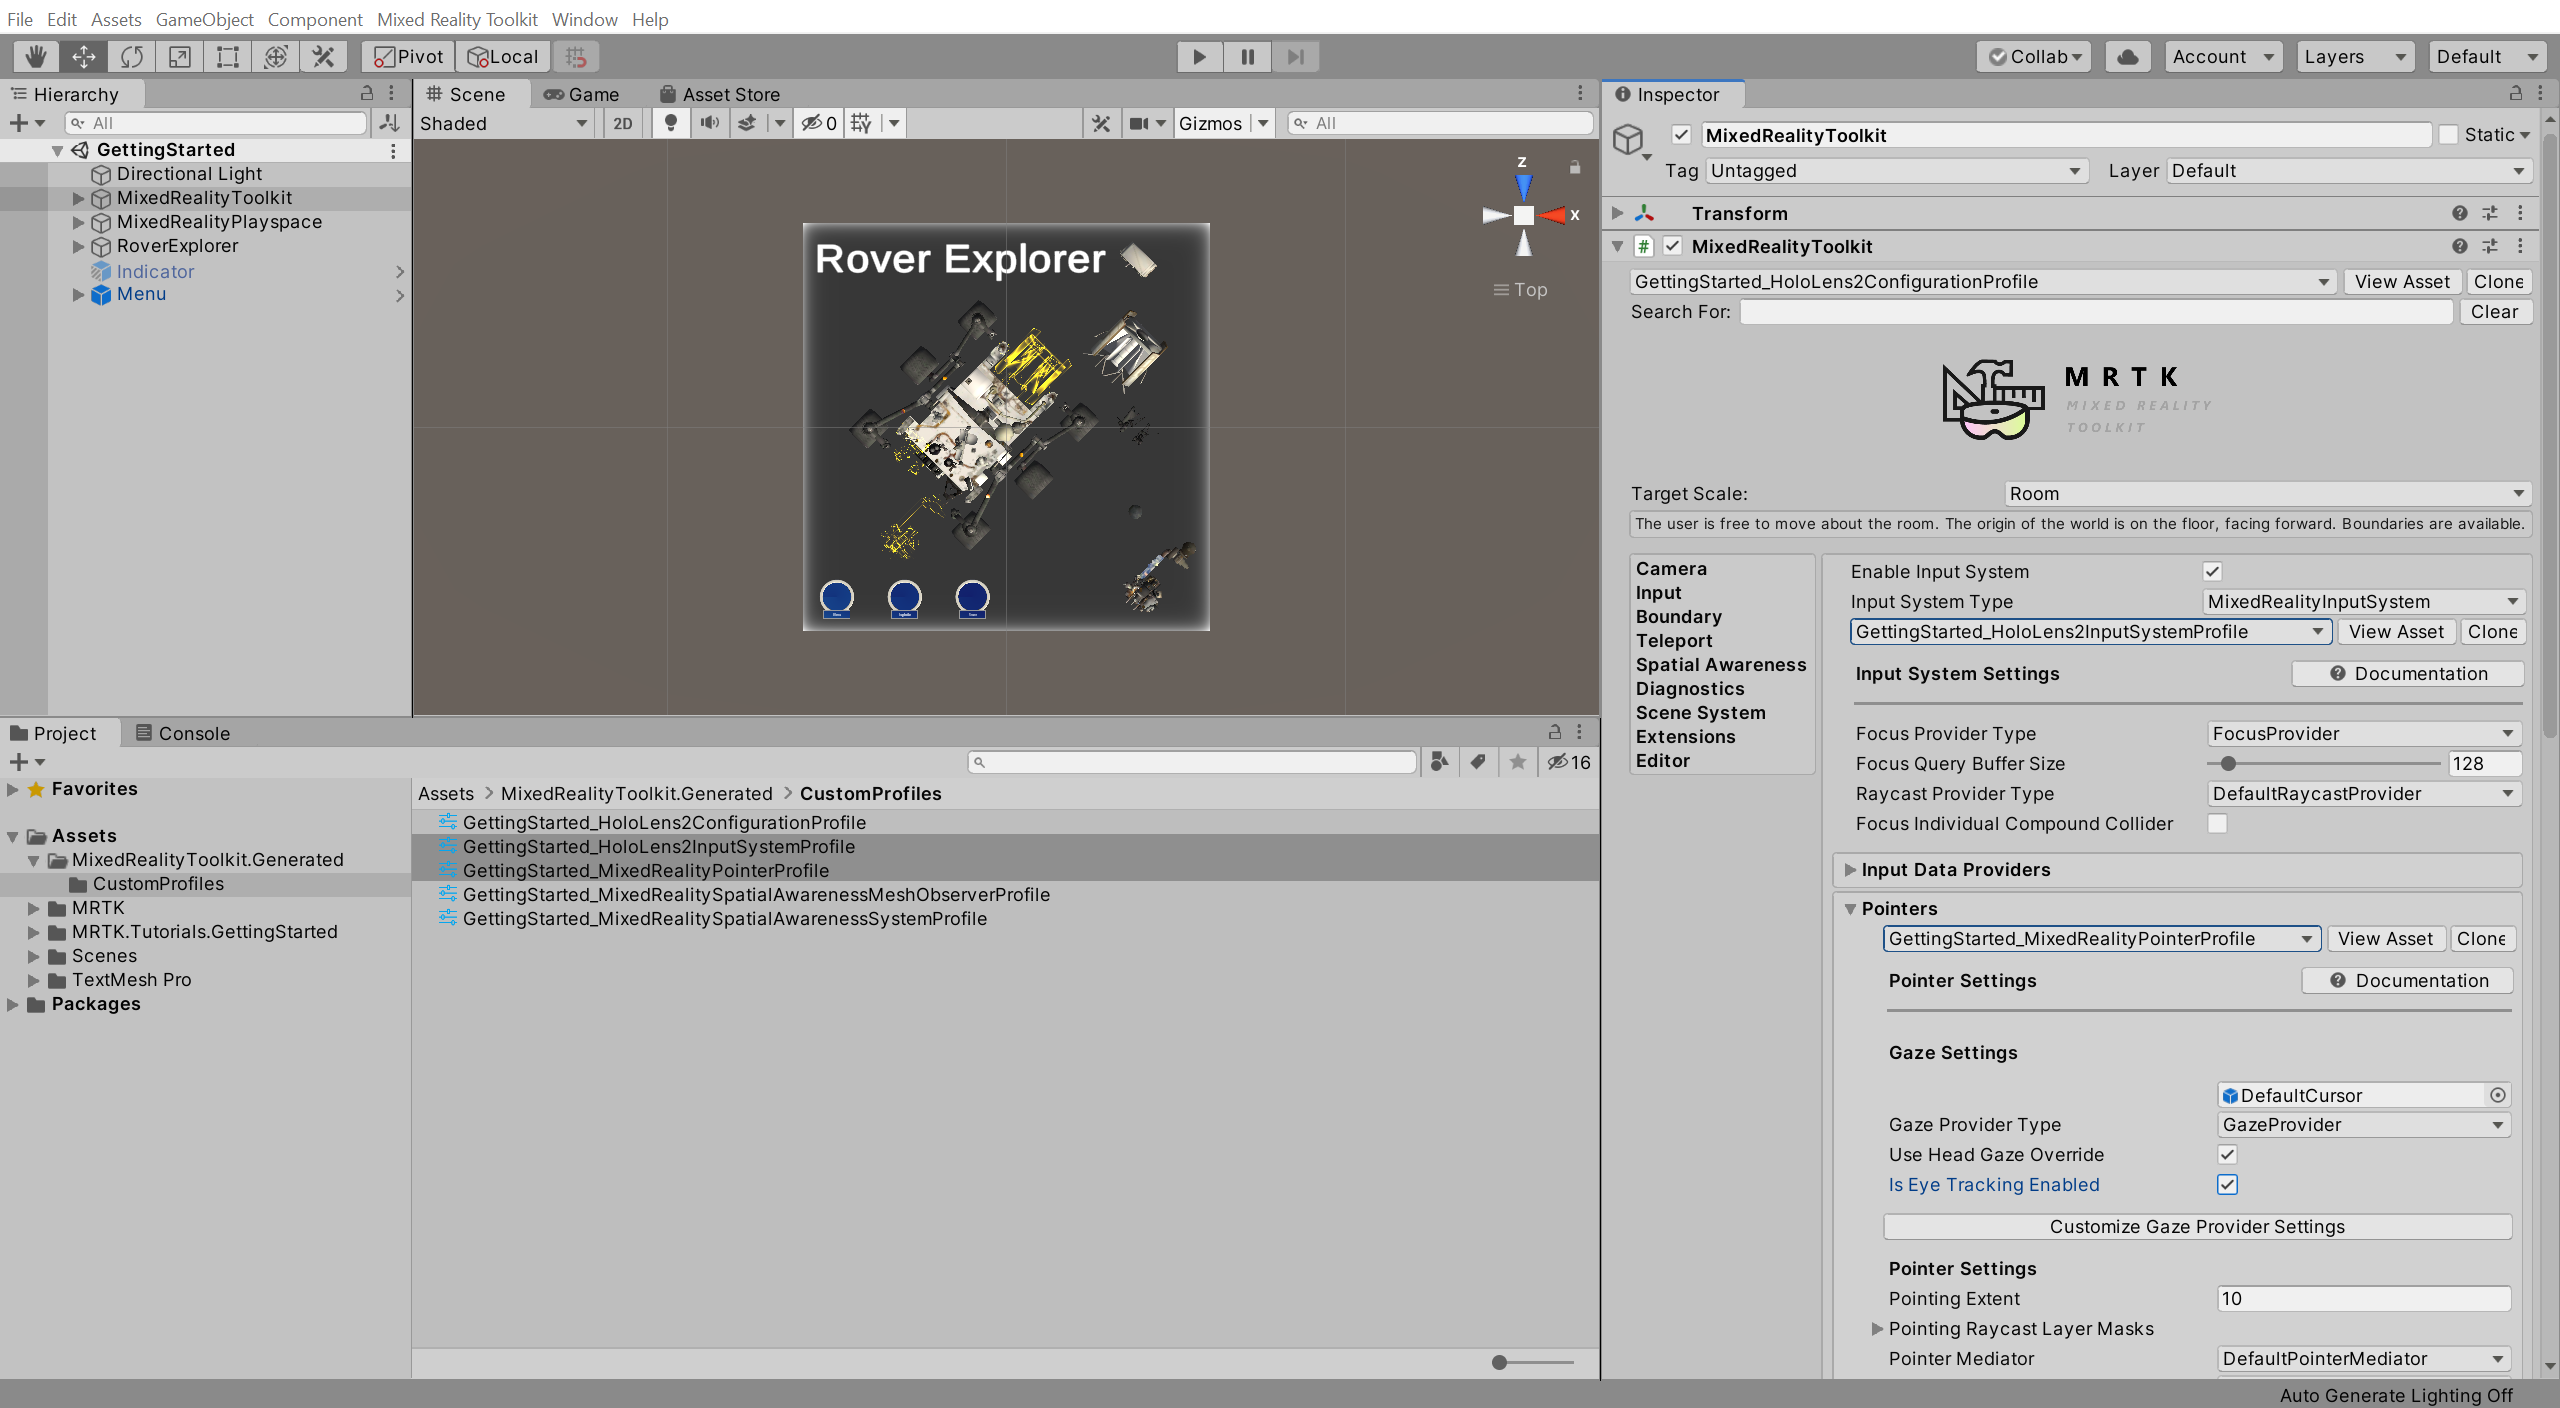 File Edit Assets GameObject Component Mixed Reality Toolkit Window Help
Pivot Local Collab Account Layers Default
Hierarchy
All
GettingStarted
Directional Light
MixedRealityToolkit
MixedRealityPlayspace
RoverExplorer
Indicator
Menu
Scene Game Asset Store
Shaded 2D 0 Gizmos All
Z
X
Top
Rover Explorer
Project Console
16
Favorites
Assets
MixedRealityToolkit.Generated
CustomProfiles
MRTK
MRTK.Tutorials.GettingStarted
Scenes
TextMesh Pro
Packages
Assets > MixedRealityToolkit.Generated > CustomProfiles
GettingStarted_HoloLens2ConfigurationProfile
GettingStarted_HoloLens2InputSystemProfile
GettingStarted_MixedRealityPointerProfile
GettingStarted_MixedRealitySpatialAwarenessMeshObserverProfile
GettingStarted_MixedRealitySpatialAwarenessSystemProfile
Inspector
MixedRealityToolkit Static
Tag Untagged Layer Default
Transform
MixedRealityToolkit
GettingStarted_HoloLens2ConfigurationProfile View Asset Clone
Search For: Clear
MRTK
MIXED REALITY
TOOLKIT
Target Scale: Room
The user is free to move about the room. The origin of the world is on the floor, facing forward. Boundaries are available.
Camera
Input
Boundary
Teleport
Spatial Awareness
Diagnostics
Scene System
Extensions
Editor
Enable Input System
Input System Type MixedRealityInputSystem
GettingStarted_HoloLens2InputSystemProfile View Asset Clone
Input System Settings Documentation
Focus Provider Type FocusProvider
Focus Query Buffer Size 128
Raycast Provider Type DefaultRaycastProvider
Focus Individual Compound Collider
Input Data Providers
Pointers
GettingStarted_MixedRealityPointerProfile View Asset Clone
Pointer Settings Documentation
Gaze Settings
DefaultCursor
Gaze Provider Type GazeProvider
Use Head Gaze Override
Is Eye Tracking Enabled
Customize Gaze Provider Settings
Pointer Settings
Pointing Extent 10
Pointing Raycast Layer Masks
Pointer Mediator DefaultPointerMediator
Auto Generate Lighting Off